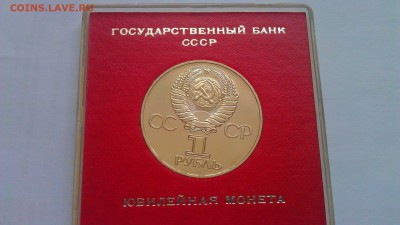 COINS.LAVE.RU
ГОСУДАРСТВЕННЫЙ БАНК
СССР
СС СР
1
РУБЛЬ
ЮБИЛЕЙНАЯ МОНЕТА